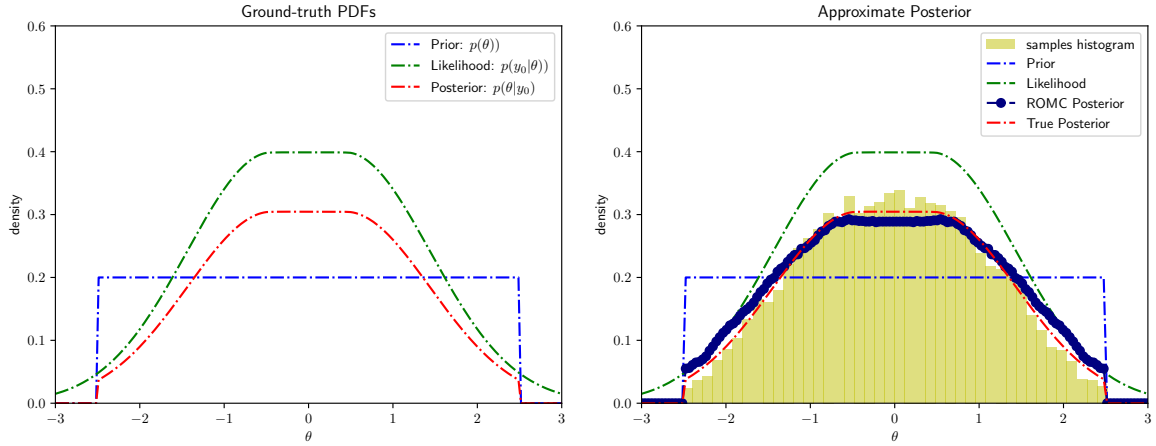 Ground-truth PDFs
0.6
0.5
0.4
0.3
0.2
0.1
0.0
density
−3
−2
−1
0
1
2
3
θ
Prior: p(θ))
Likelihood: p(y₀|θ))
Posterior: p(θ|y₀)
Approximate Posterior
0.6
0.5
0.4
0.3
0.2
0.1
0.0
density
−3
−2
−1
0
1
2
3
θ
samples histogram
Prior
Likelihood
ROMC Posterior
True Posterior